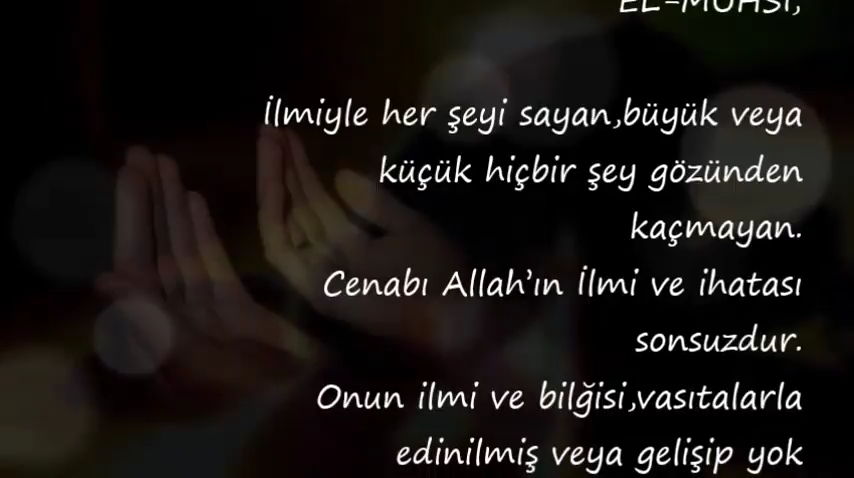 EL-MUHSİ,
İlmiyle her şeyi sayan,büyük veya
küçük hiçbir şey gözünden
kaçmayan.
Cenabı Allah'ın İlmi ve ihatası
sonsuzdur.
Onun ilmi ve bilğisi,vasıtalarla
edinilmiş veya gelişip yok